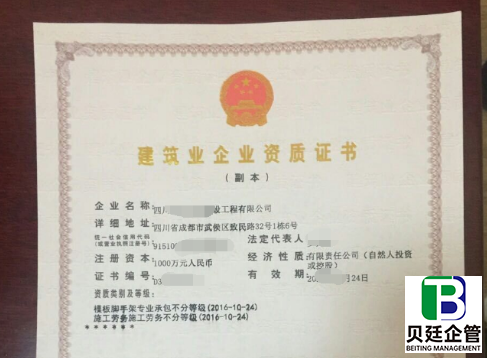 建筑业企业资质证书
(副本)
企业名称: 四川 设工程有限公司
详细地址: 四川省成都市武侯区致民路32号1栋6号
统一社会信用代码
(或营业执照注册号): 91510
法定代表人
注册资本: 1000万元人民币
经济性质: 有限责任公司(自然人投资
或控股)
证书编号: D3
有效期: 20 月24日
资质类别及等级:
模板脚手架专业承包不分等级(2016-10-24)
施工劳务施工劳务不分等级(2016-10-24)
* * * * * *
B
贝廷企管
BEITING MANAGEMENT